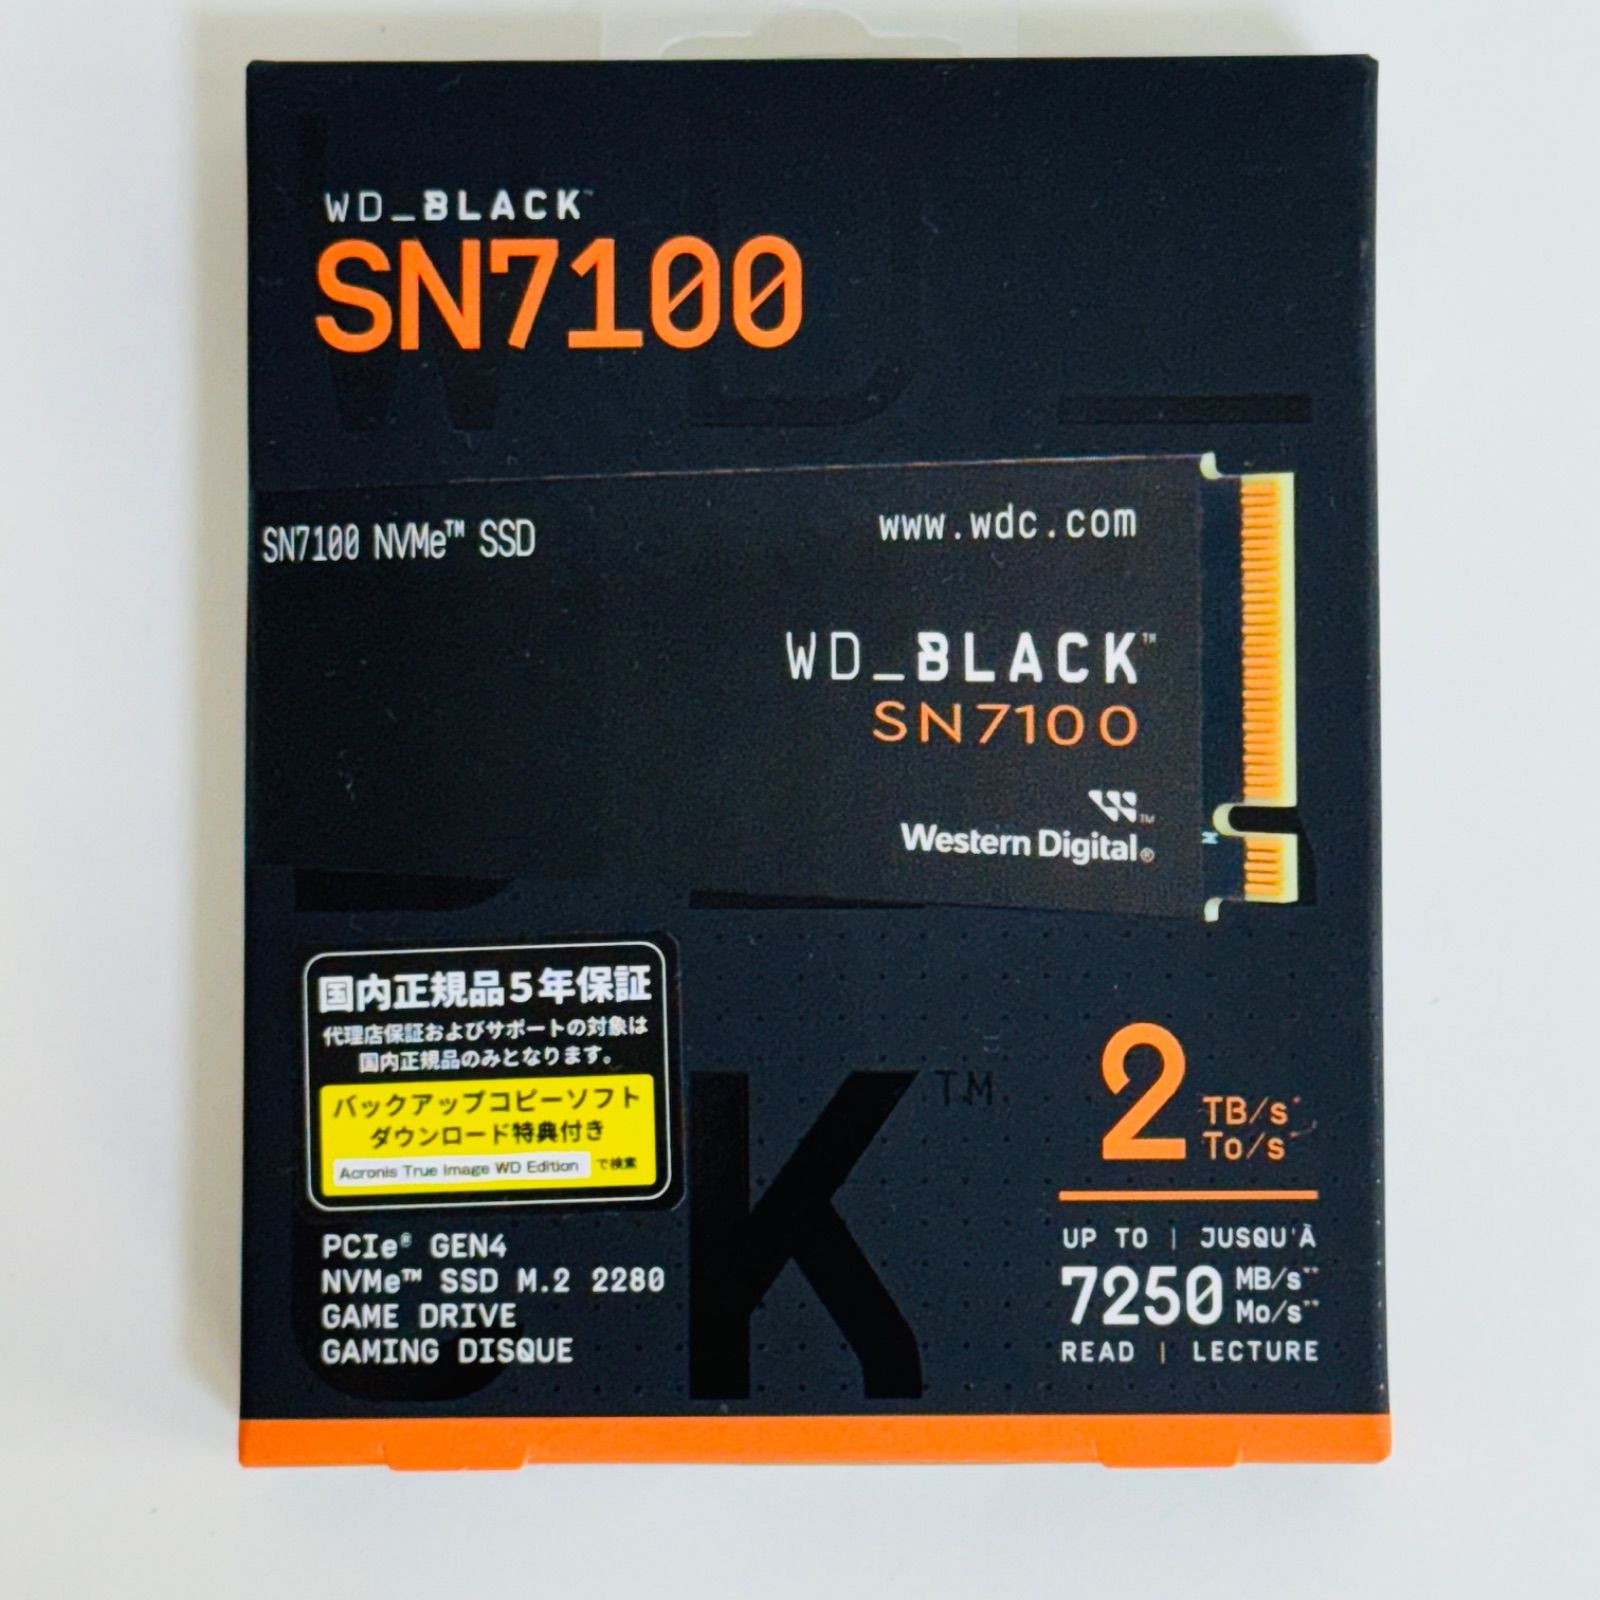 WD_BLACK™
SN7100
SN7100 NVMe™ SSD
www.wdc.com
WD_BLACK™
SN7100
Western Digital®
国内正規品5年保証
代理店保証およびサポートの対象は
国内正規品のみとなります。
バックアップコピーソフト
ダウンロード特典付き
Acronis True Image WD Edition で検索
PCIe® GEN4
NVMe™ SSD M.2 2280
GAME DRIVE
GAMING DISQUE
2 TB/s*
To/s*
UP TO | JUSQU'À
7250 MB/s**
Mo/s**
READ | LECTURE
K™